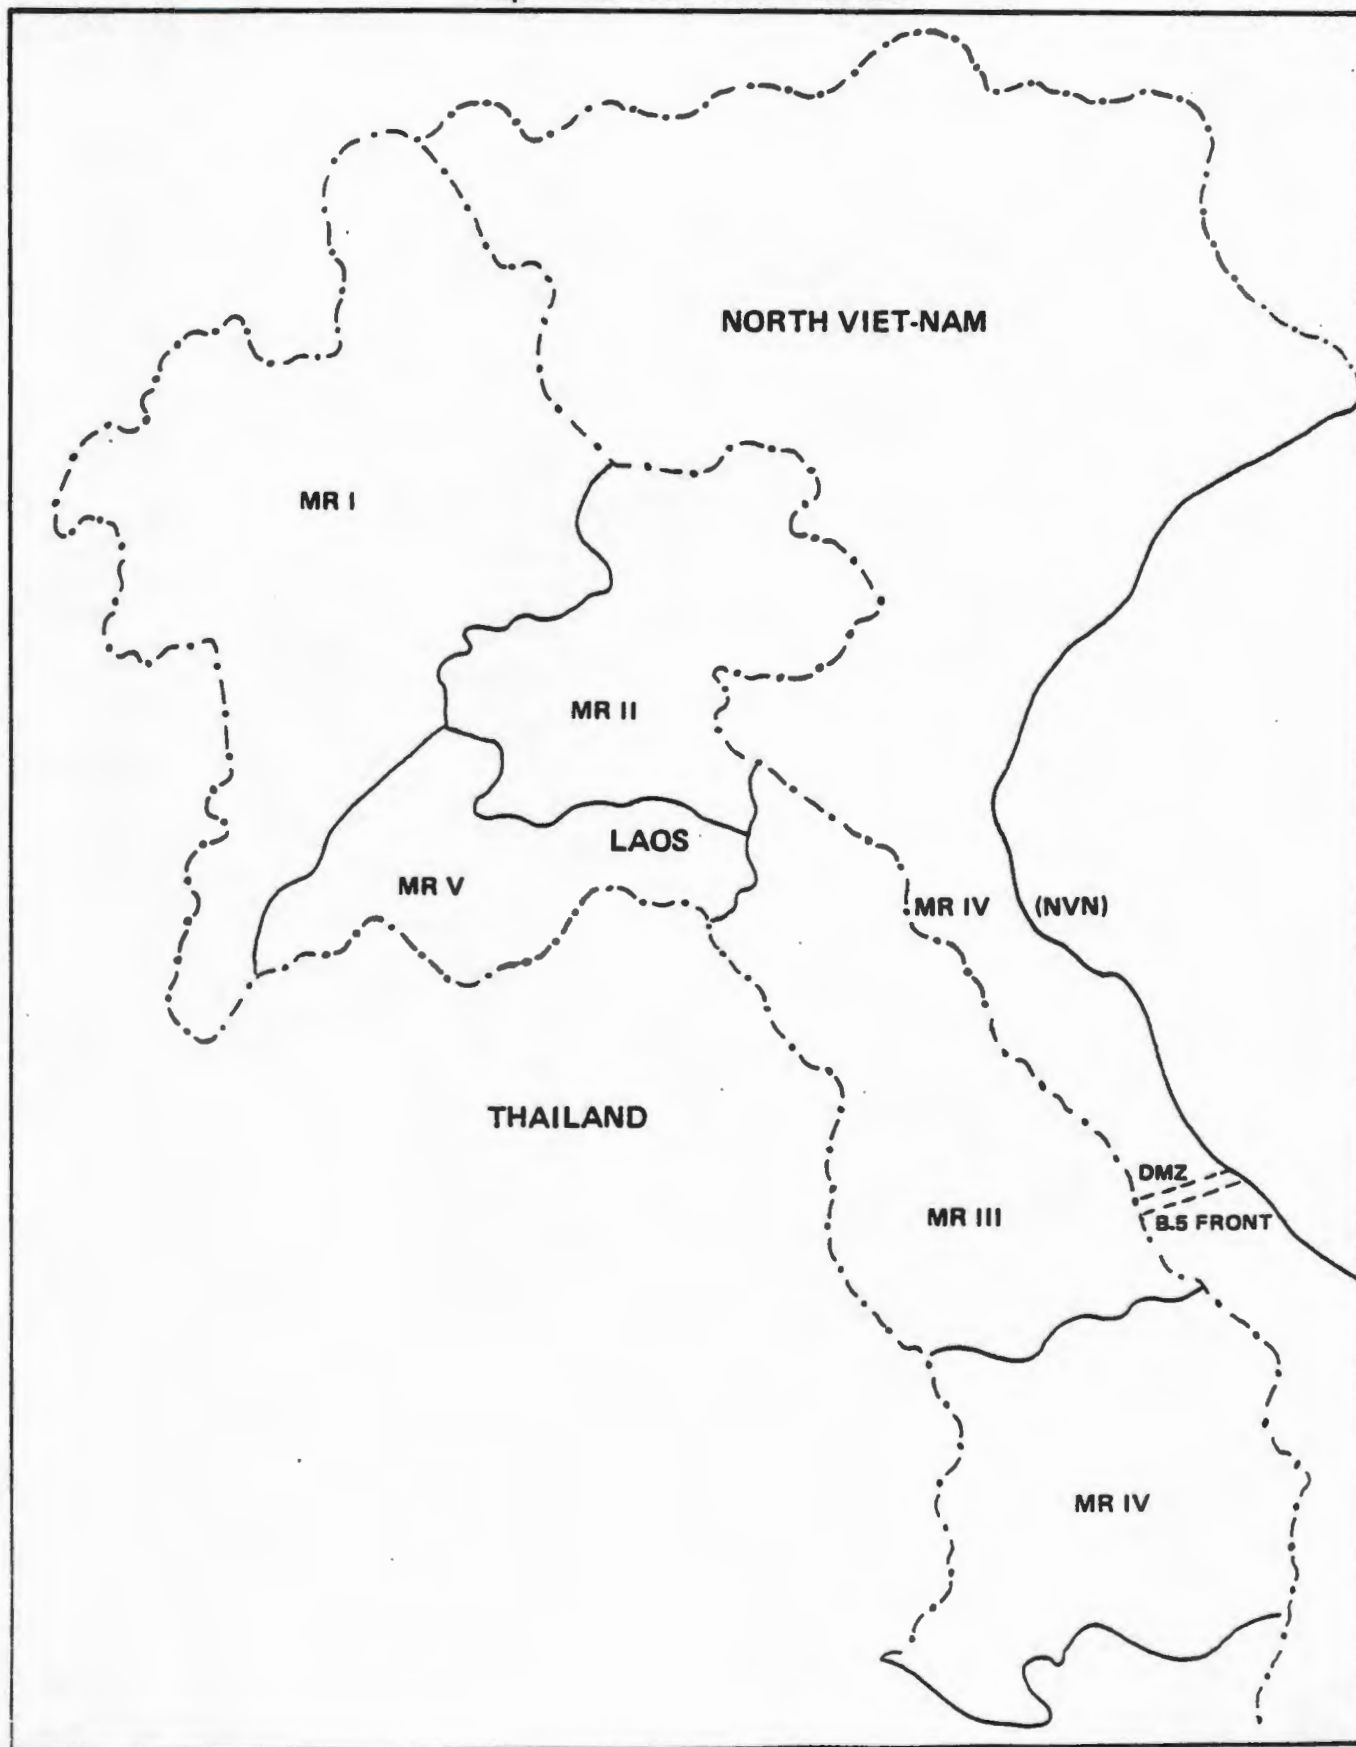 NORTH VIET-NAM
MR I
MR II
LAOS
MR V
MR IV (NVN)
THAILAND
DMZ
MR III
B.5 FRONT
MR IV